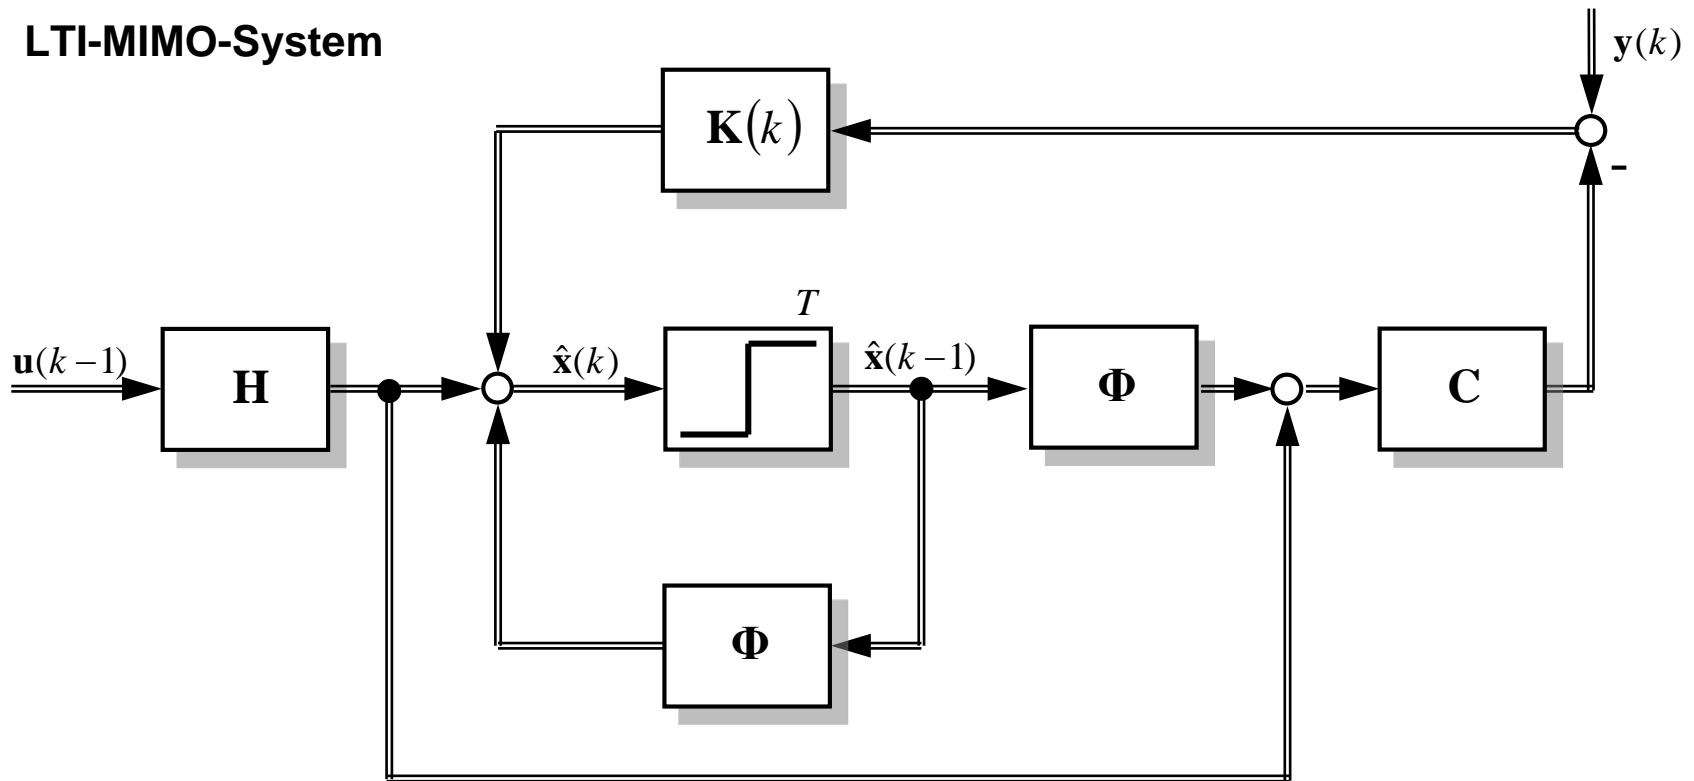 LTI-MIMO-System
y(k)
K(k)
-
T
u(k−1)
H
x̂(k)
x̂(k−1)
Φ
C
Φ